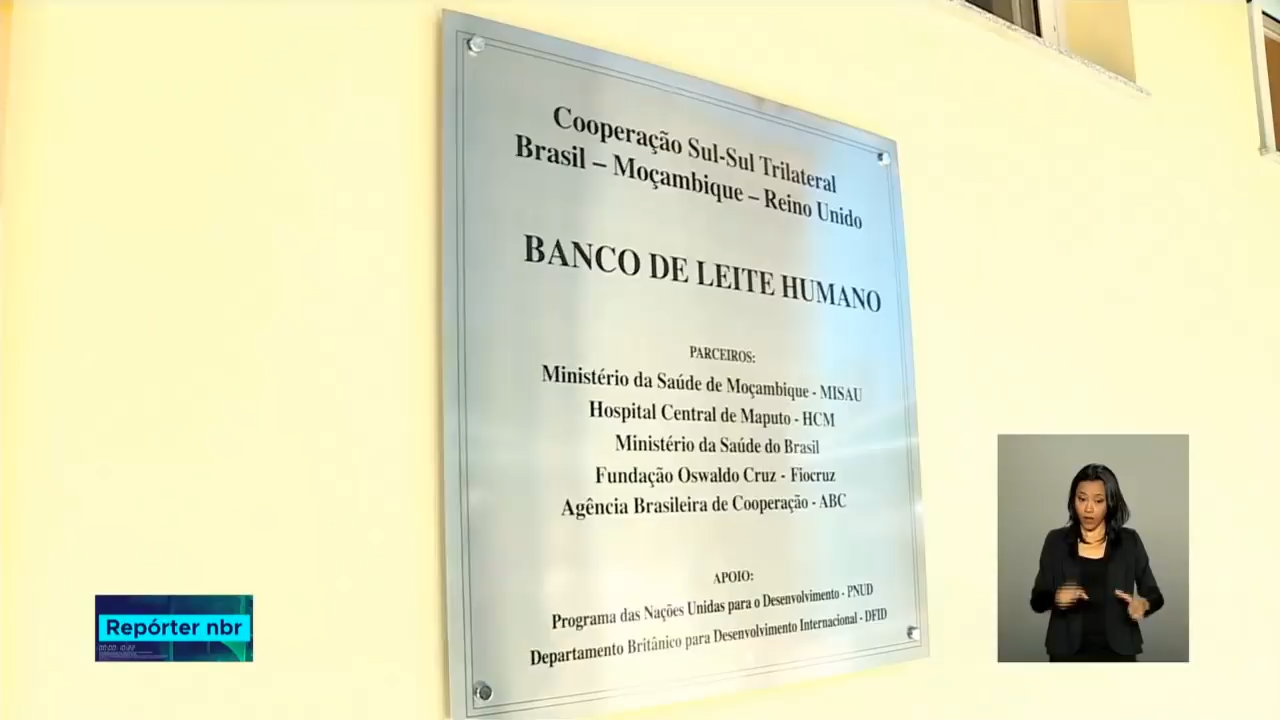 Cooperação Sul-Sul Trilateral
Brasil – Moçambique – Reino Unido
BANCO DE LEITE HUMANO
PARCEIROS:
Ministério da Saúde de Moçambique - MISAU
Hospital Central de Maputo - HCM
Ministério da Saúde do Brasil
Fundação Oswaldo Cruz - Fiocruz
Agência Brasileira de Cooperação - ABC
APOIO:
Programa das Nações Unidas para o Desenvolvimento - PNUD
Departamento Britânico para Desenvolvimento Internacional - DFID
Repórter nbr